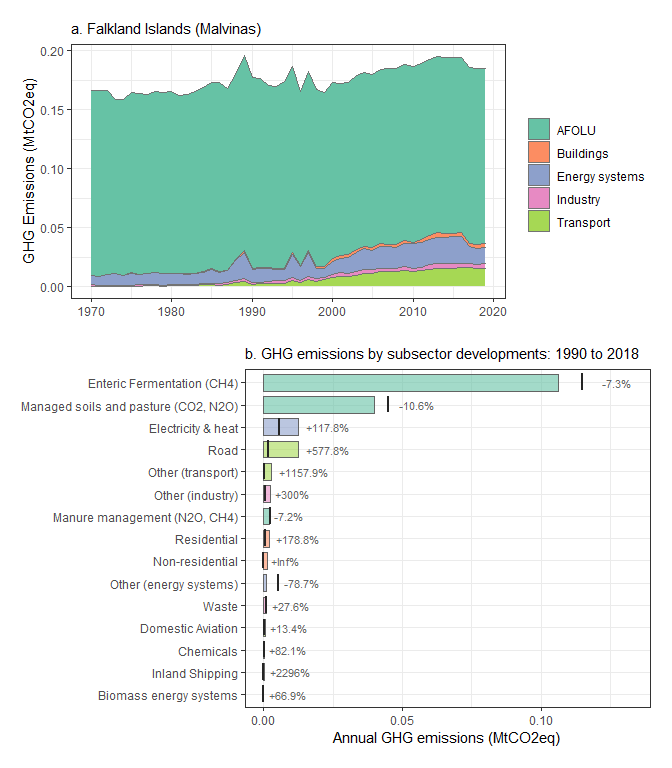 a. Falkland Islands (Malvinas)
GHG Emissions (MtCO2eq)
0.20
0.15
0.10
0.05
0.00
1970
1980
1990
2000
2010
2020
AFOLU
Buildings
Energy systems
Industry
Transport
b. GHG emissions by subsector developments: 1990 to 2018
Enteric Fermentation (CH4) -7.3%
Managed soils and pasture (CO2, N2O) -10.6%
Electricity & heat +117.8%
Road +577.8%
Other (transport) +1157.9%
Other (industry) +300%
Manure management (N2O, CH4) -7.2%
Residential +178.8%
Non-residential +Inf%
Other (energy systems) -78.7%
Waste +27.6%
Domestic Aviation +13.4%
Chemicals +82.1%
Inland Shipping +2296%
Biomass energy systems +66.9%
0.00
0.05
0.10
Annual GHG emissions (MtCO2eq)